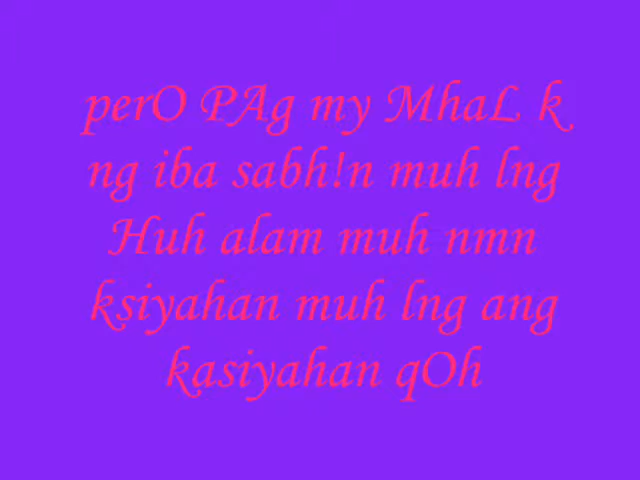 perO PAg my MhaL k
ng iba sabh!n muh lng
Huh alam muh nmn
ksiyahan muh lng ang
kasiyahan qOh